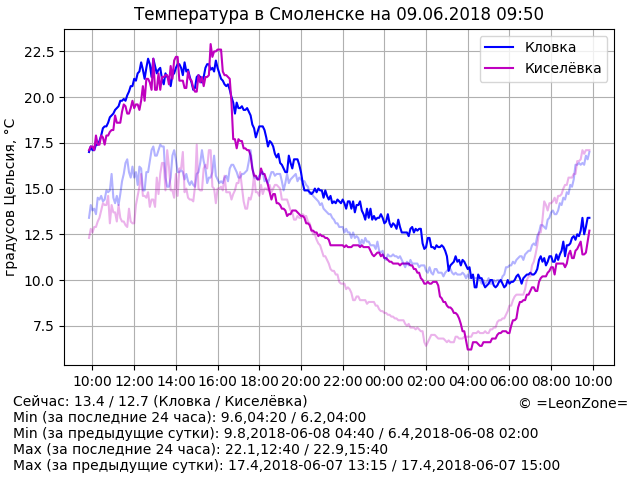 Температура в Смоленске на 09.06.2018 09:50
Кловка
Киселёвка
градусов Цельсия, °C
22.5
20.0
17.5
15.0
12.5
10.0
7.5
10:00 12:00 14:00 16:00 18:00 20:00 22:00 00:00 02:00 04:00 06:00 08:00 10:00
Сейчас: 13.4 / 12.7 (Кловка / Киселёвка)
© =LeonZone=
Min (за последние 24 часа): 9.6,04:20 / 6.2,04:00
Min (за предыдущие сутки): 9.8,2018-06-08 04:40 / 6.4,2018-06-08 02:00
Max (за последние 24 часа): 22.1,12:40 / 22.9,15:40
Max (за предыдущие сутки): 17.4,2018-06-07 13:15 / 17.4,2018-06-07 15:00